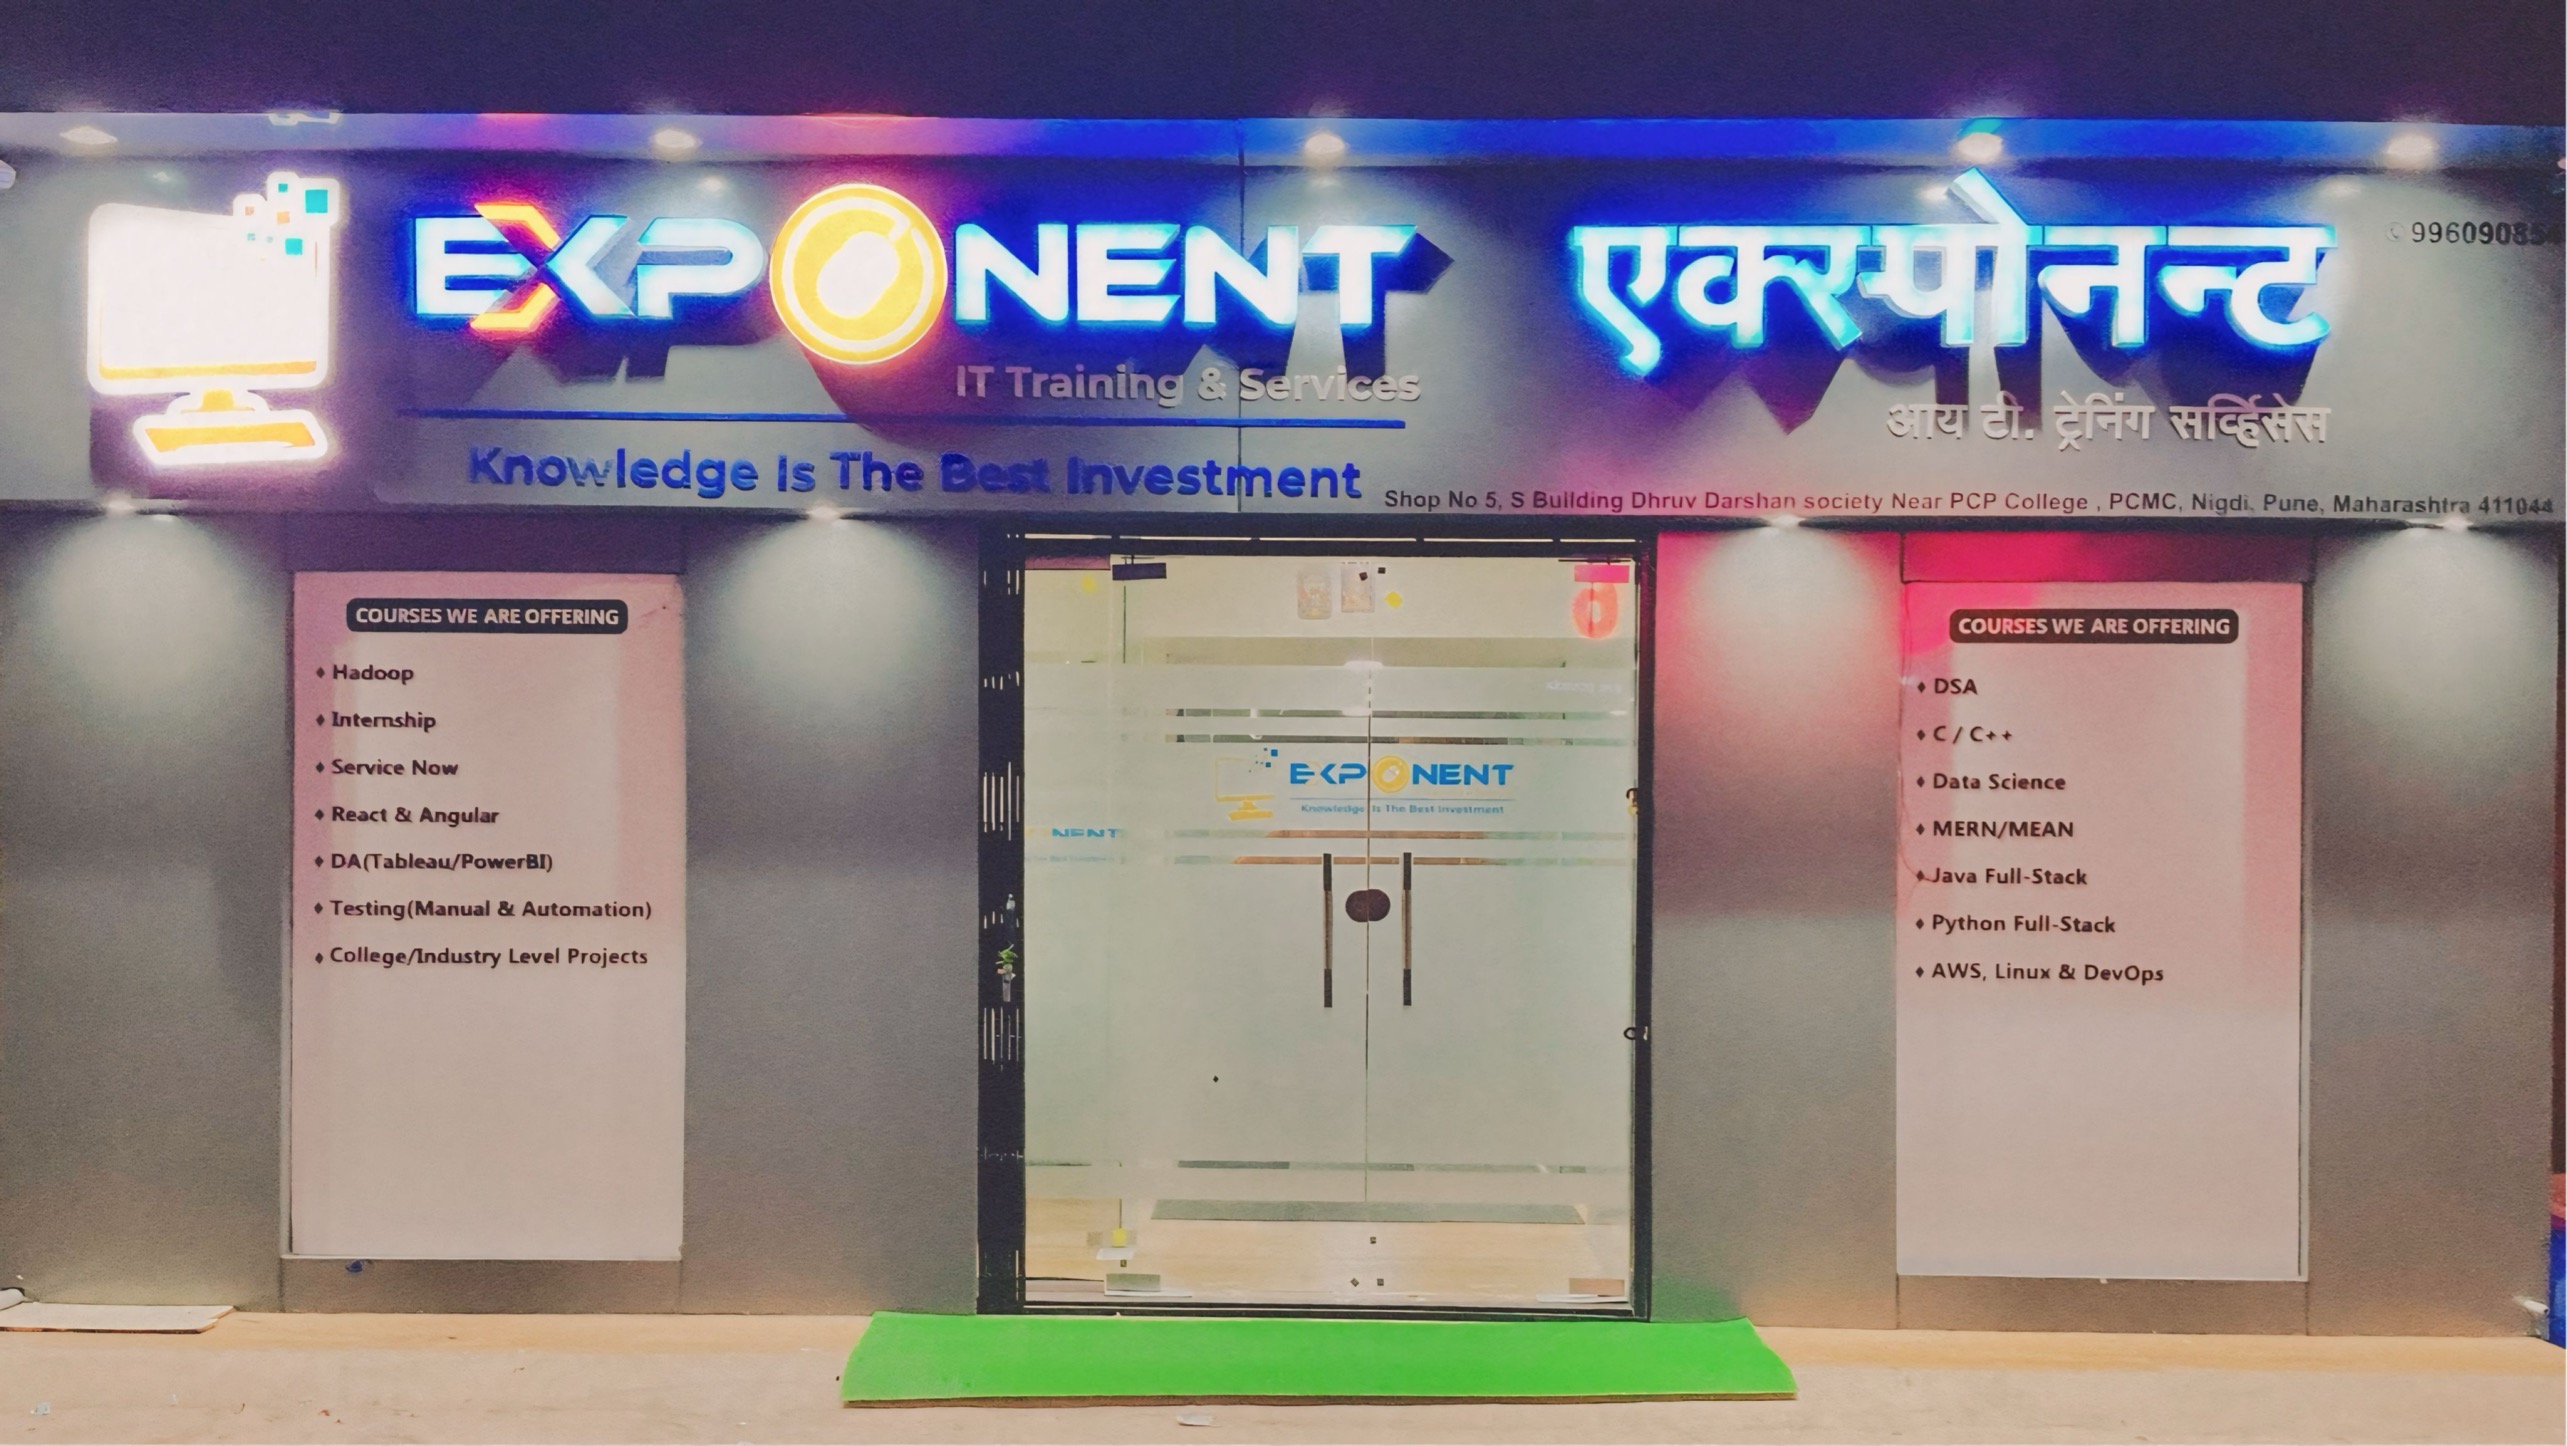 EXPONENT
IT Training & Services
Knowledge Is The Best Investment
एक्स्पोनन्ट
आय टी. ट्रेनिंग सर्व्हिसेस
Shop No 5, S Building Dhruv Darshan society Near PCP College , PCMC, Nigdi, Pune, Maharashtra 411044
COURSES WE ARE OFFERING
Hadoop
Internship
Service Now
React & Angular
DA(Tableau/PowerBI)
Testing(Manual & Automation)
College/Industry Level Projects
EXPONENT
Knowledge Is The Best Investment
NENT
COURSES WE ARE OFFERING
DSA
C / C++
Data Science
MERN/MEAN
Java Full-Stack
Python Full-Stack
AWS, Linux & DevOps